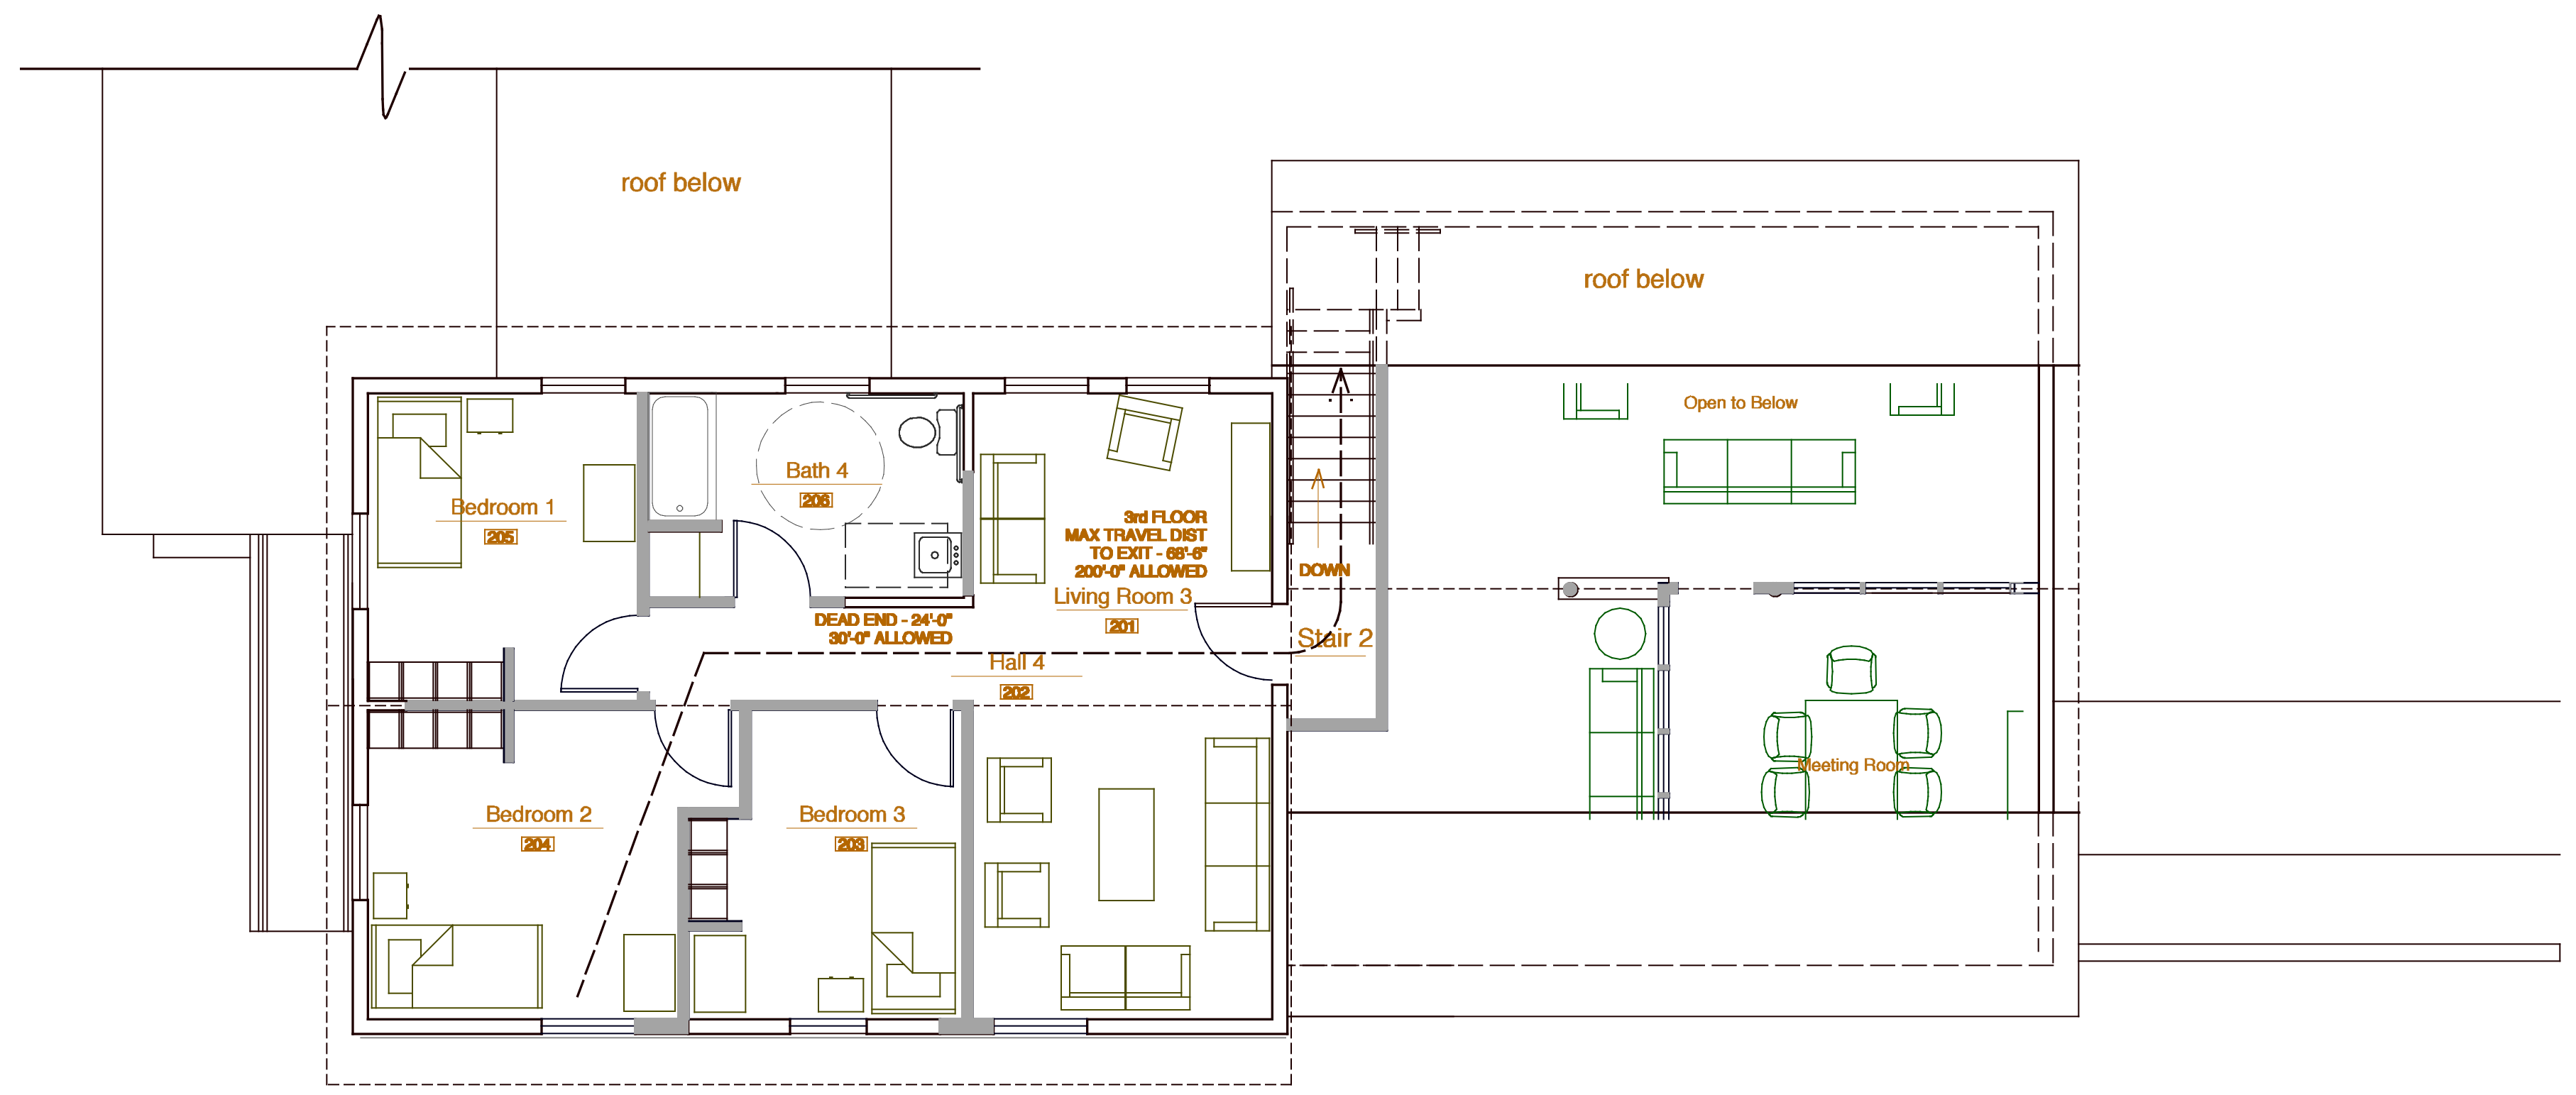 roof below
roof below
Open to Below
Bath 4
206
Bedroom 1
205
3rd FLOOR
MAX TRAVEL DIST
TO EXIT - 68'-6"
200'-0" ALLOWED
DOWN
Living Room 3
201
DEAD END - 24'-0"
30'-0" ALLOWED
Stair 2
Hall 4
202
Meeting Room
Bedroom 2
204
Bedroom 3
203